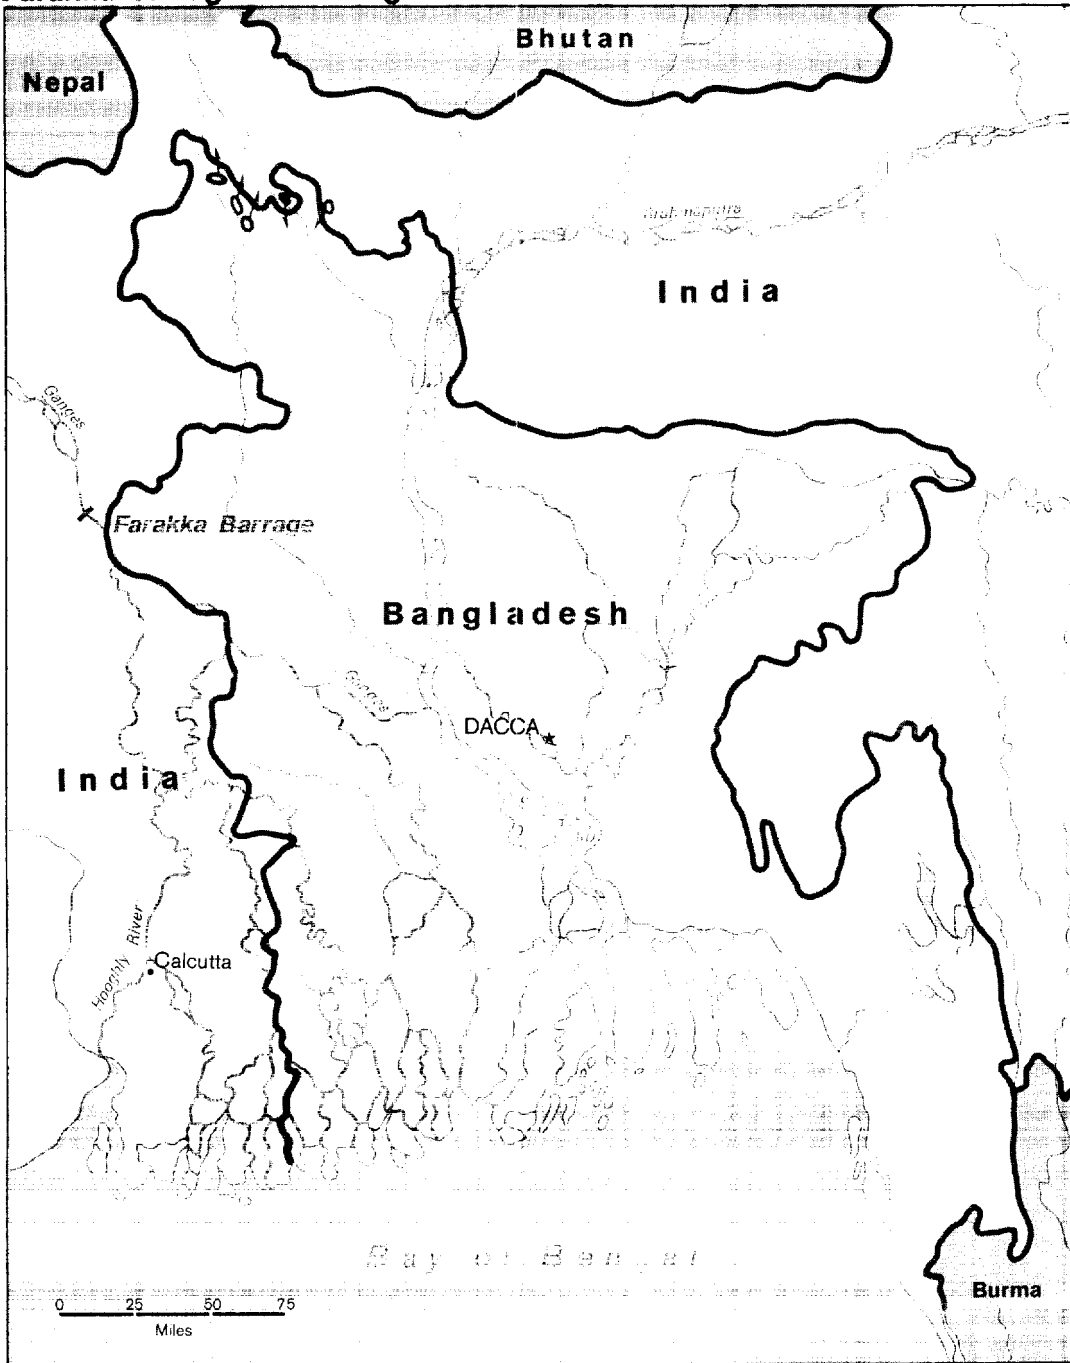 Bhutan
Nepal
Brahmaputra
India
Ganges
Farakka Barrage
Bangladesh
Ganges
DACCA
India
Hooghly River
Calcutta
Bay of Bengal
0 25 50 75
Miles
Burma